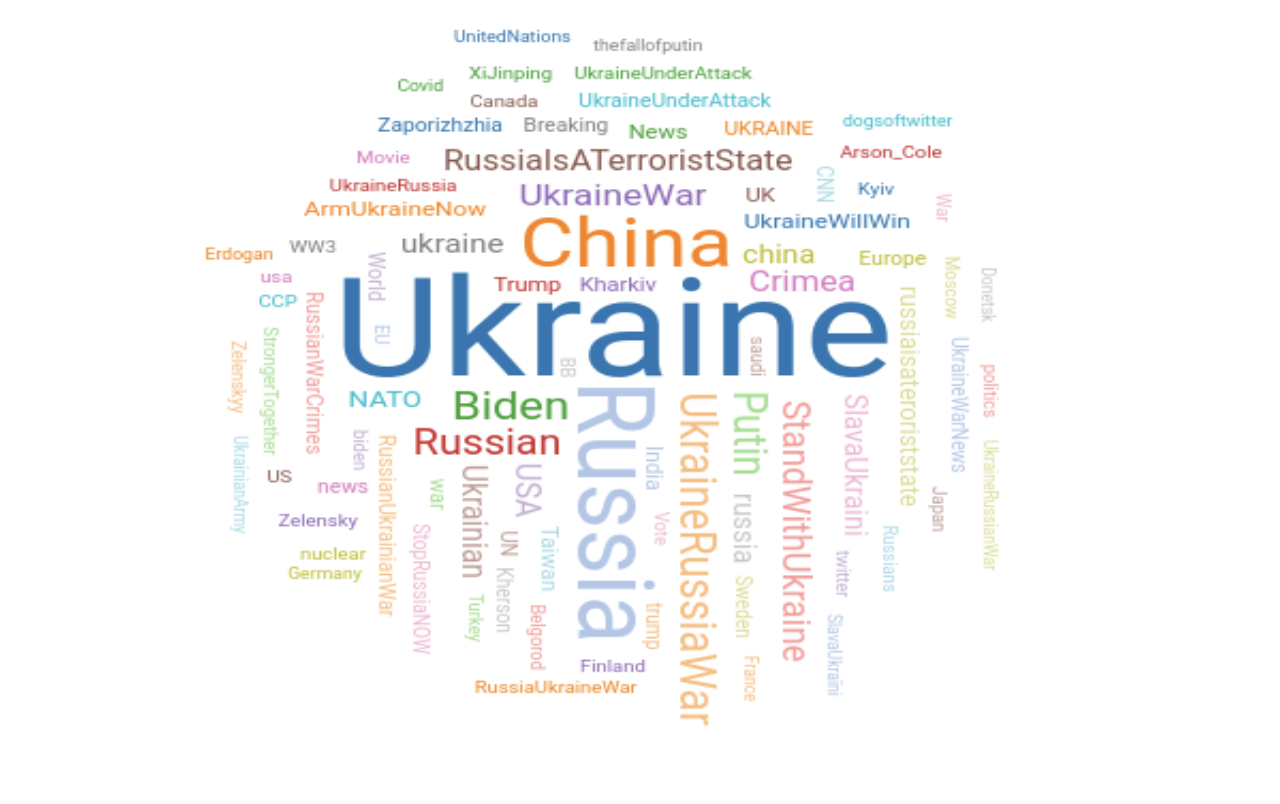 UnitedNations
thefallofputin
XiJinping
UkraineUnderAttack
Covid
Canada
UkraineUnderAttack
Zaporizhzhia
Breaking
News
UKRAINE
dogsoftwitter
Movie
RussiaIsATerroristState
Arson_Cole
UkraineRussia
UkraineWar
UK
CNN
Kyiv
War
ArmUkraineNow
UkraineWillWin
Erdogan
WW3
ukraine
China
china
Europe
usa
World
Trump
Kharkiv
Crimea
Moscow
Donetsk
CCP
RussianWarCrimes
Ukraine
russiaisateroriststate
EU
StrongerTogether
Zelenskyy
BB
saudi
UkraineWarNews
politics
NATO
Biden
Russia
UkraineRussiaWar
Putin
StandWithUkraine
SlavaUkraini
Russian
biden
RussianUkrainianWar
UkrainianArmy
India
UkraineRussianWar
US
news
war
Ukrainian
USA
russia
Japan
Zelensky
StopRussiaNOW
UN
Taiwan
Vote
twitter
Russians
nuclear
Germany
Kherson
Turkey
Belgorod
trump
Sweden
SlavaUkraïni
Finland
France
RussiaUkraineWar